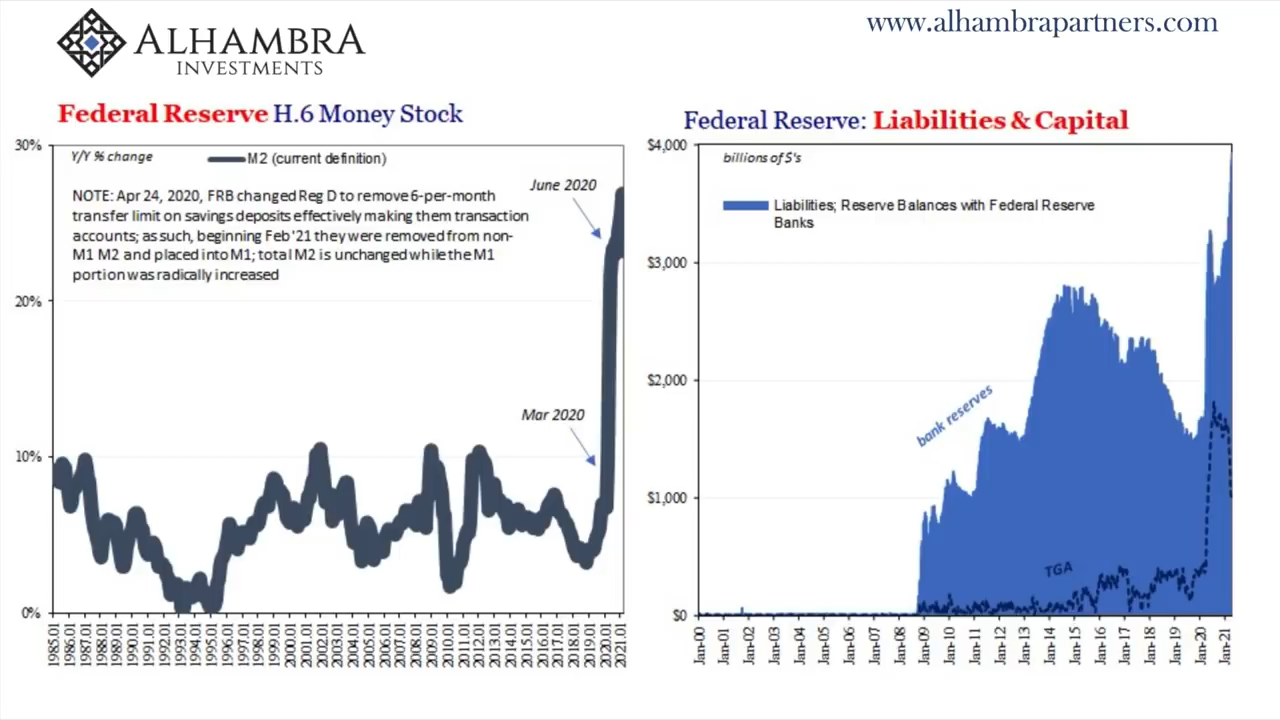 ALHAMBRA
INVESTMENTS
www.alhambrapartners.com
Federal Reserve H.6 Money Stock
30%
20%
10%
0%
Y/Y % change
M2 (current definition)
NOTE: Apr 24, 2020, FRB changed Reg D to remove 6-per-month
transfer limit on savings deposits effectively making them transaction
accounts; as such, beginning Feb '21 they were removed from non-
M1 M2 and placed into M1; total M2 is unchanged while the M1
portion was radically increased
June 2020
Mar 2020
1985.01
1986.01
1987.01
1988.01
1989.01
1990.01
1991.01
1992.01
1993.01
1994.01
1995.01
1996.01
1997.01
1998.01
1999.01
2000.01
2001.01
2002.01
2003.01
2004.01
2005.01
2006.01
2007.01
2008.01
2009.01
2010.01
2011.01
2012.01
2013.01
2014.01
2015.01
2016.01
2017.01
2018.01
2019.01
2020.01
2021.01
Federal Reserve: Liabilities & Capital
$4,000
$3,000
$2,000
$1,000
$0
billions of $'s
Liabilities; Reserve Balances with Federal Reserve
Banks
bank reserves
TGA
Jan-00
Jan-01
Jan-02
Jan-03
Jan-04
Jan-05
Jan-06
Jan-07
Jan-08
Jan-09
Jan-10
Jan-11
Jan-12
Jan-13
Jan-14
Jan-15
Jan-16
Jan-17
Jan-18
Jan-19
Jan-20
Jan-21